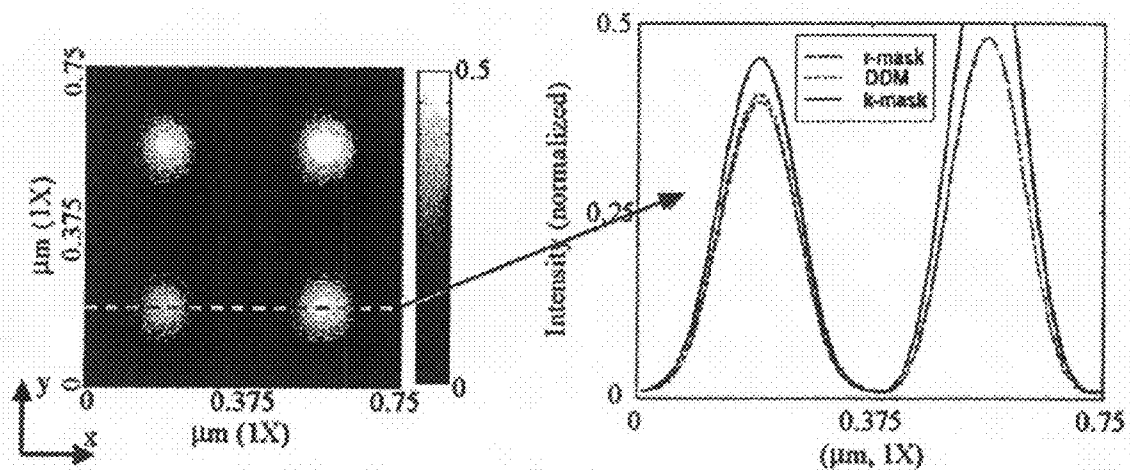 0.75
0.375
0
μm (1X)
y
x
0
0.375
0.75
μm (1X)
0.5
0
0.5
0.25
0
Intensity (normalized)
r-mask
DDM
k-mask
0
0.375
0.75
(μm, 1X)